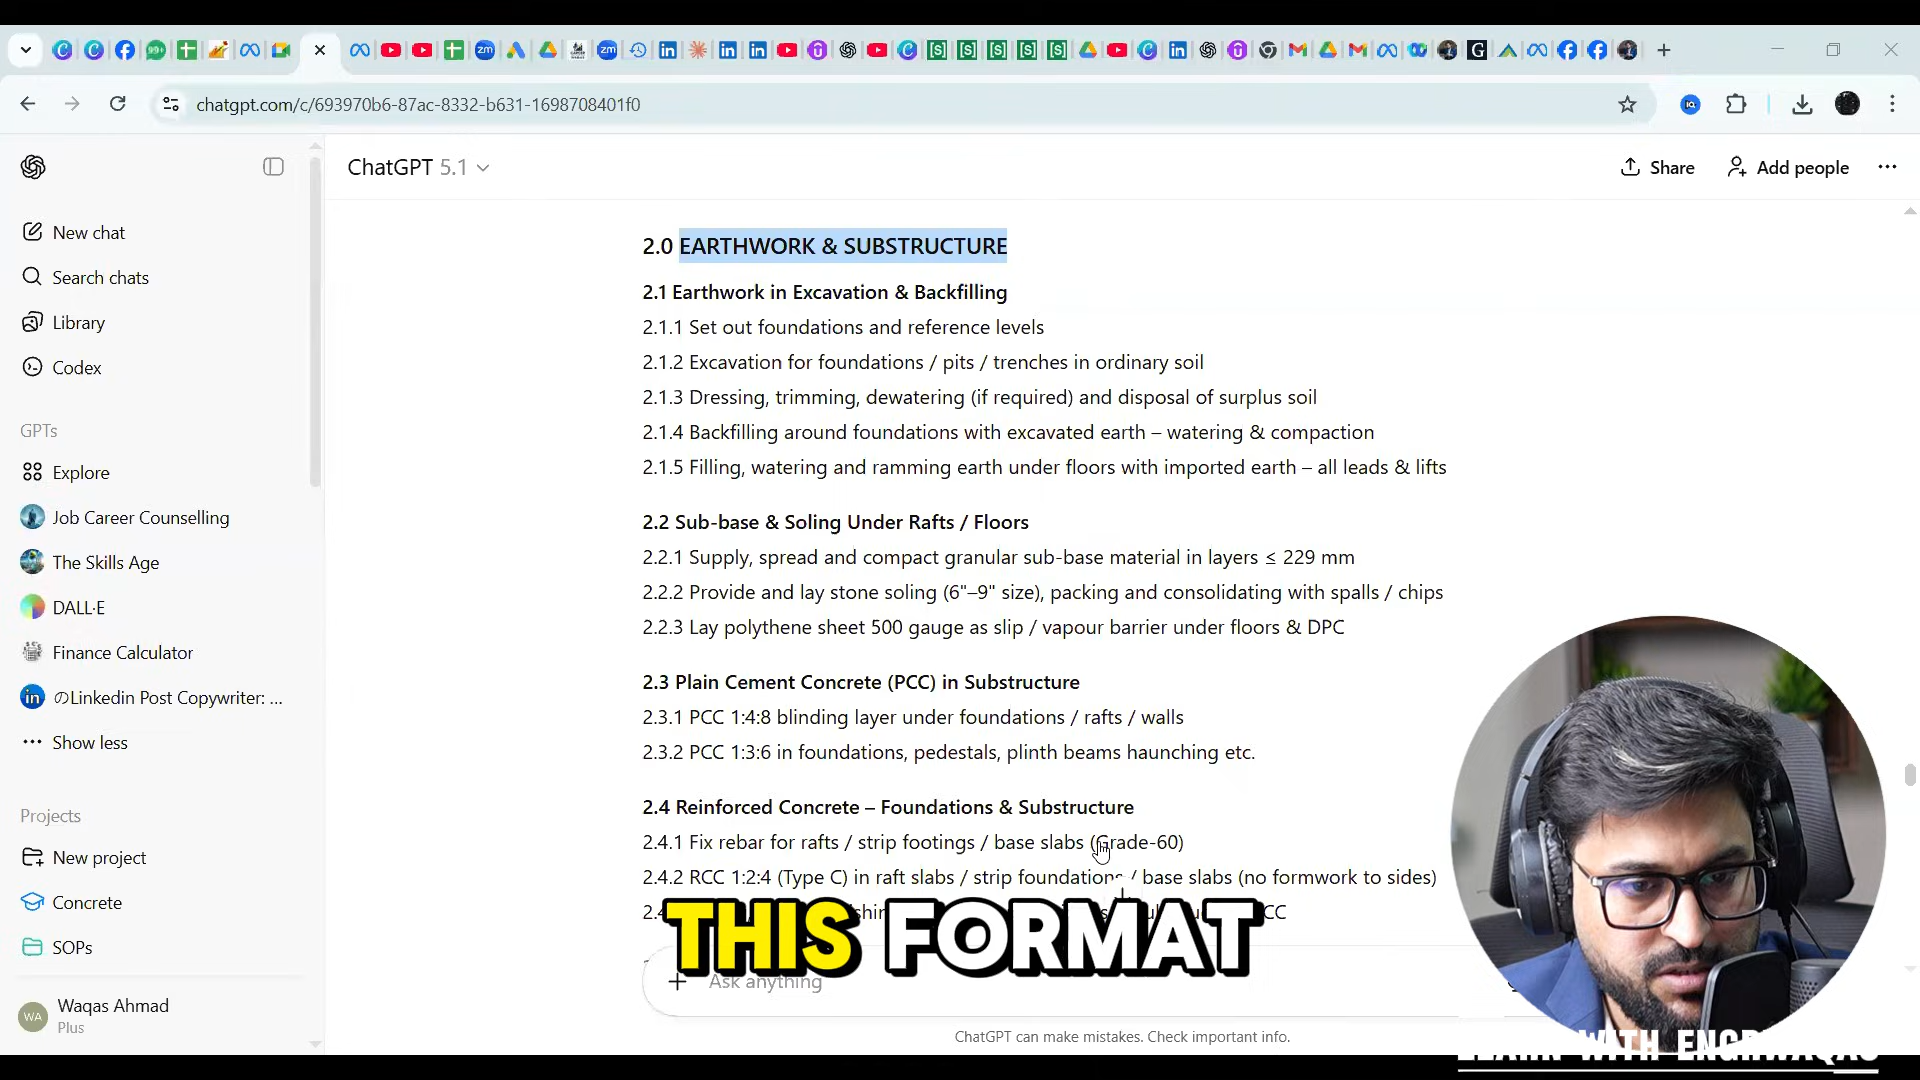 chatgpt.com/c/693970b6-87ac-8332-b631-1698708401f0
ChatGPT 5.1
Share
Add people
New chat
Search chats
Library
Codex
GPTs
Explore
Job Career Counselling
The Skills Age
DALL·E
Finance Calculator
のLinkedin Post Copywriter: ...
Show less
Projects
New project
Concrete
SOPs
WA
Waqas Ahmad
Plus
2.0 EARTHWORK & SUBSTRUCTURE
2.1 Earthwork in Excavation & Backfilling
2.1.1 Set out foundations and reference levels
2.1.2 Excavation for foundations / pits / trenches in ordinary soil
2.1.3 Dressing, trimming, dewatering (if required) and disposal of surplus soil
2.1.4 Backfilling around foundations with excavated earth – watering & compaction
2.1.5 Filling, watering and ramming earth under floors with imported earth – all leads & lifts
2.2 Sub-base & Soling Under Rafts / Floors
2.2.1 Supply, spread and compact granular sub-base material in layers ≤ 229 mm
2.2.2 Provide and lay stone soling (6"–9" size), packing and consolidating with spalls / chips
2.2.3 Lay polythene sheet 500 gauge as slip / vapour barrier under floors & DPC
2.3 Plain Cement Concrete (PCC) in Substructure
2.3.1 PCC 1:4:8 blinding layer under foundations / rafts / walls
2.3.2 PCC 1:3:6 in foundations, pedestals, plinth beams haunching etc.
2.4 Reinforced Concrete – Foundations & Substructure
2.4.1 Fix rebar for rafts / strip footings / base slabs (Grade-60)
2.4.2 RCC 1:2:4 (Type C) in raft slabs / strip foundations / base slabs (no formwork to sides)
THIS FORMAT
Ask anything
ChatGPT can make mistakes. Check important info.
LEARN WITH ENGRWAQAS